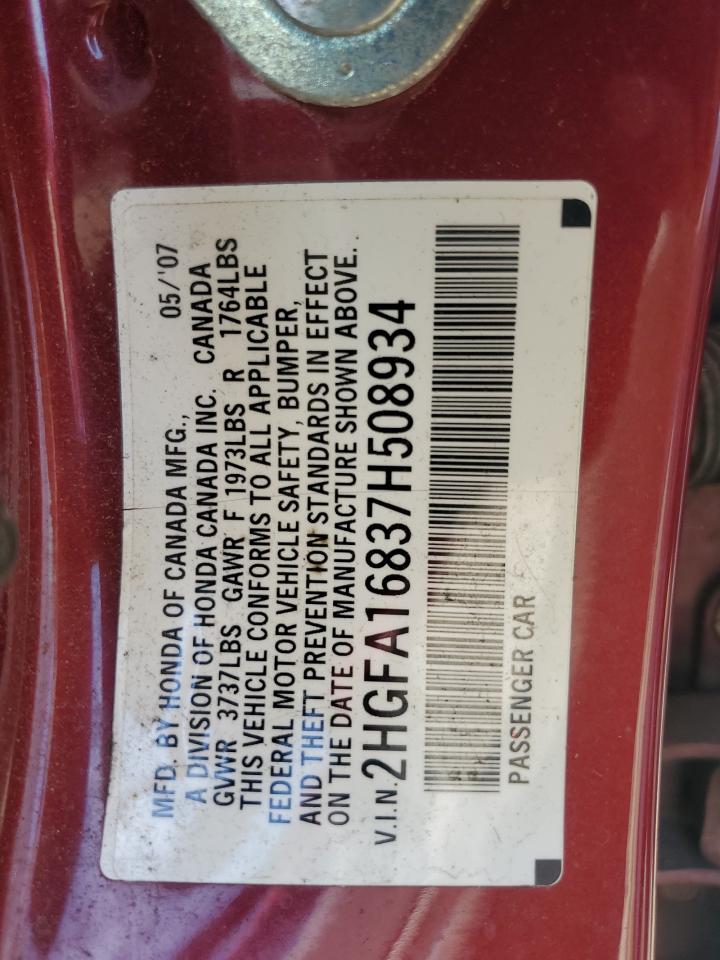 MFD. BY HONDA OF CANADA MFG., 05/'07
A DIVISION OF HONDA CANADA INC. CANADA
GVWR 3737LBS GAWR F 1973LBS R 1764LBS
THIS VEHICLE CONFORMS TO ALL APPLICABLE
FEDERAL MOTOR VEHICLE SAFETY, BUMPER,
AND THEFT PREVENTION STANDARDS IN EFFECT
ON THE DATE OF MANUFACTURE SHOWN ABOVE.
V.I.N. 2HGFA16837H508934
PASSENGER CAR